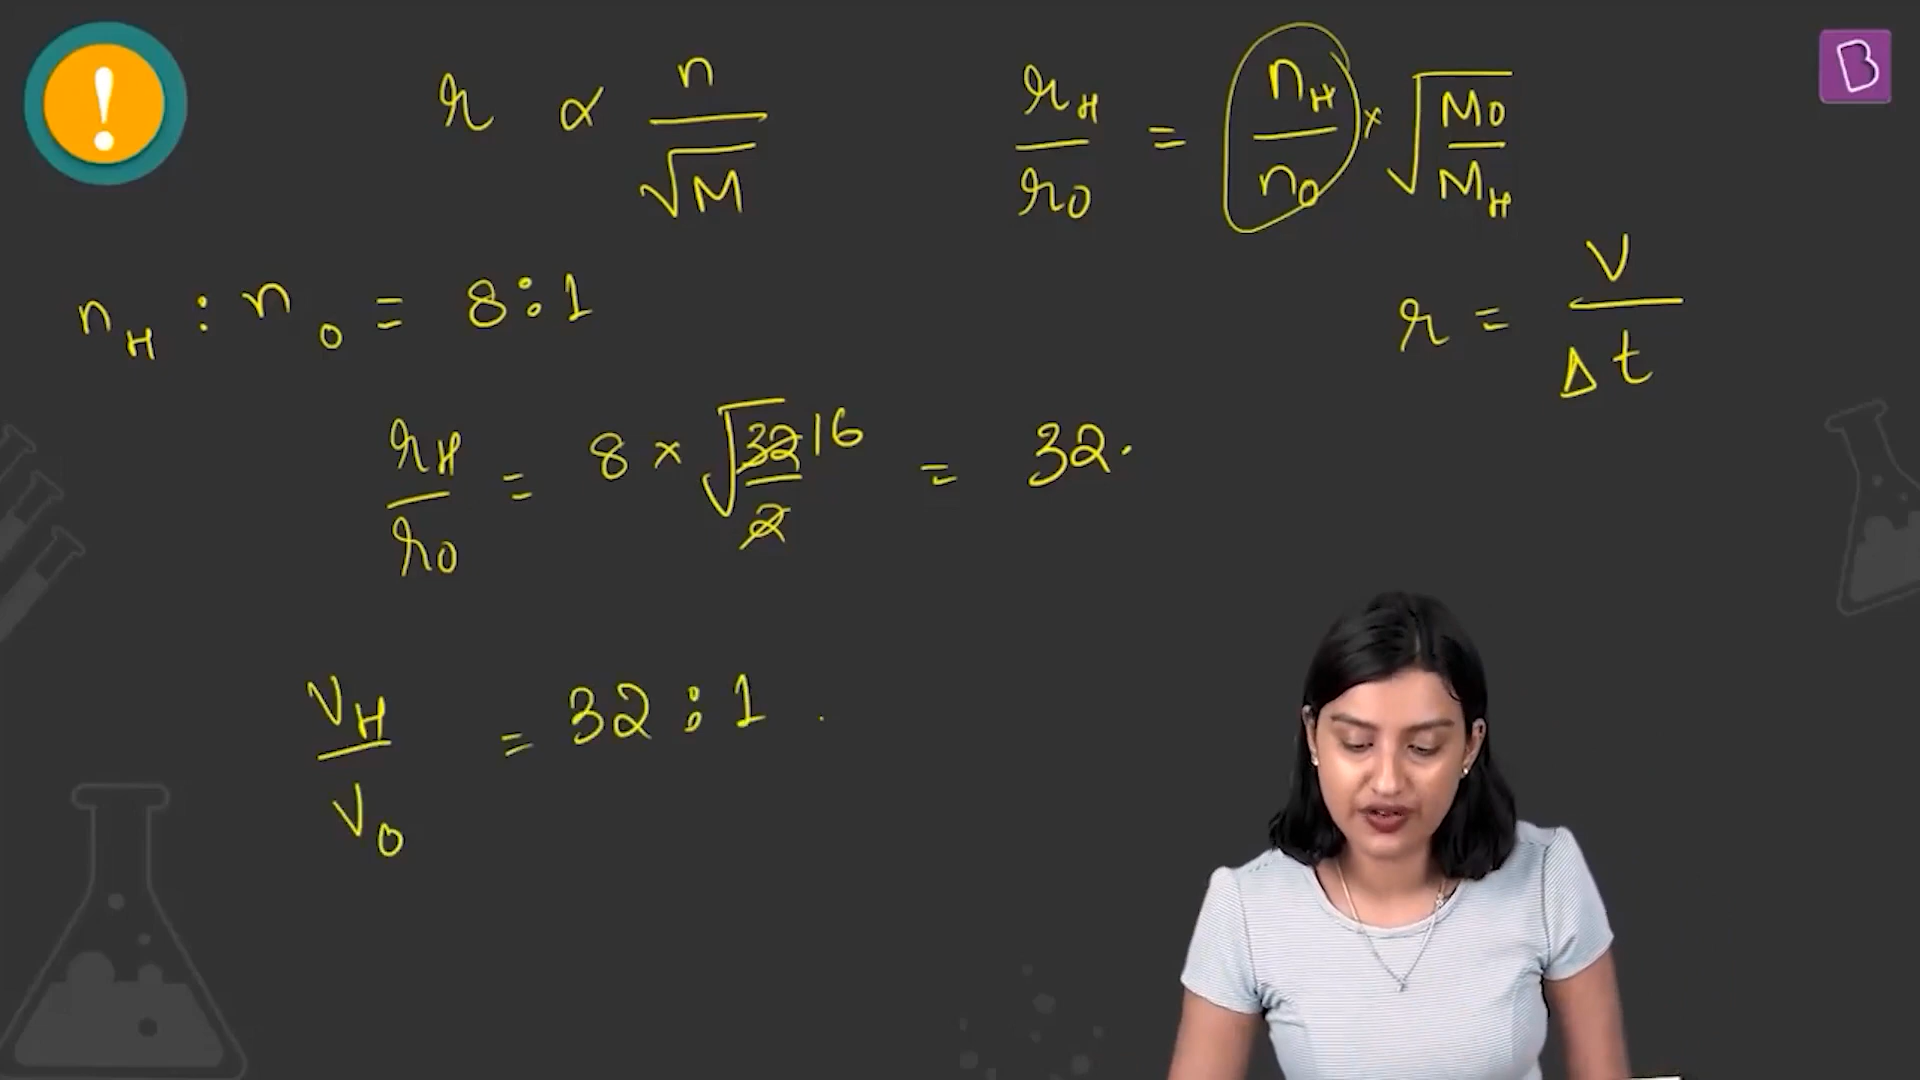 !
r ∝ n/√M
r_H/r_O = n_H/n_O × √(M_O/M_H)
B
n_H : n_O = 8:1
r = V/Δt
r_H/r_O = 8 × √(32/2) 16 = 32.
V_H/V_O = 32:1.